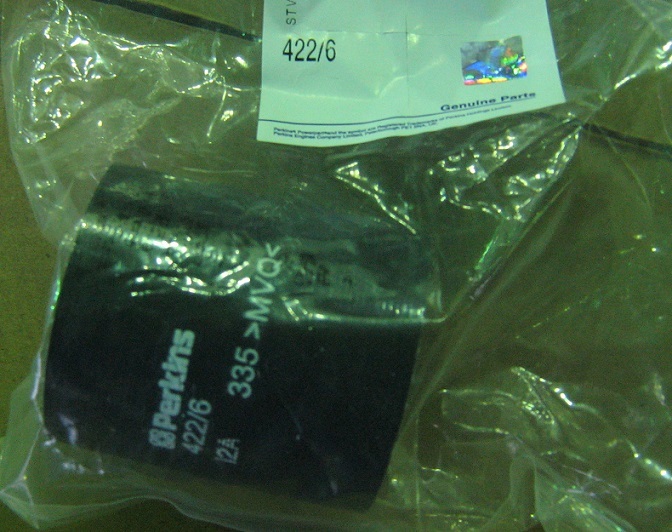 STV
422/6
Genuine Parts
Perkins
422/6
12A
335 >MVQ<